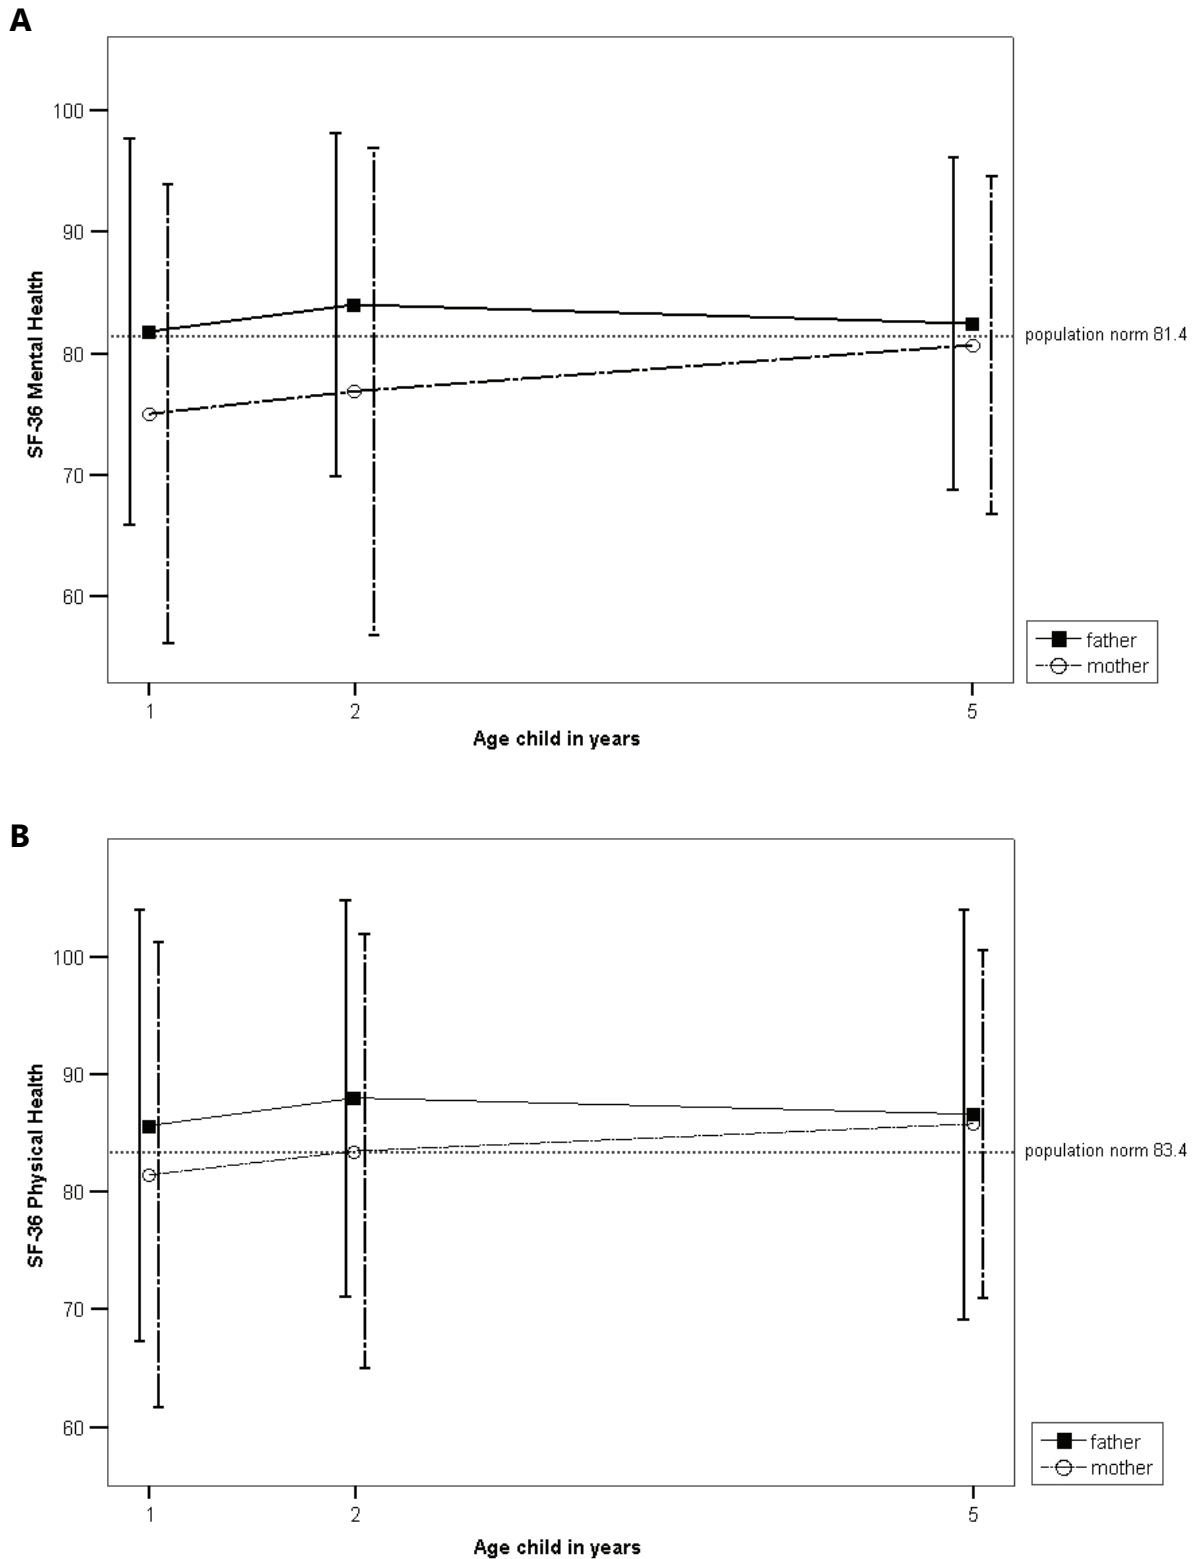 A
100
90
80
70
60
SF-36 Mental Health
population norm 81.4
father
mother
1 2 5
Age child in years
B
100
90
80
70
60
SF-36 Physical Health
population norm 83.4
father
mother
1 2 5
Age child in years